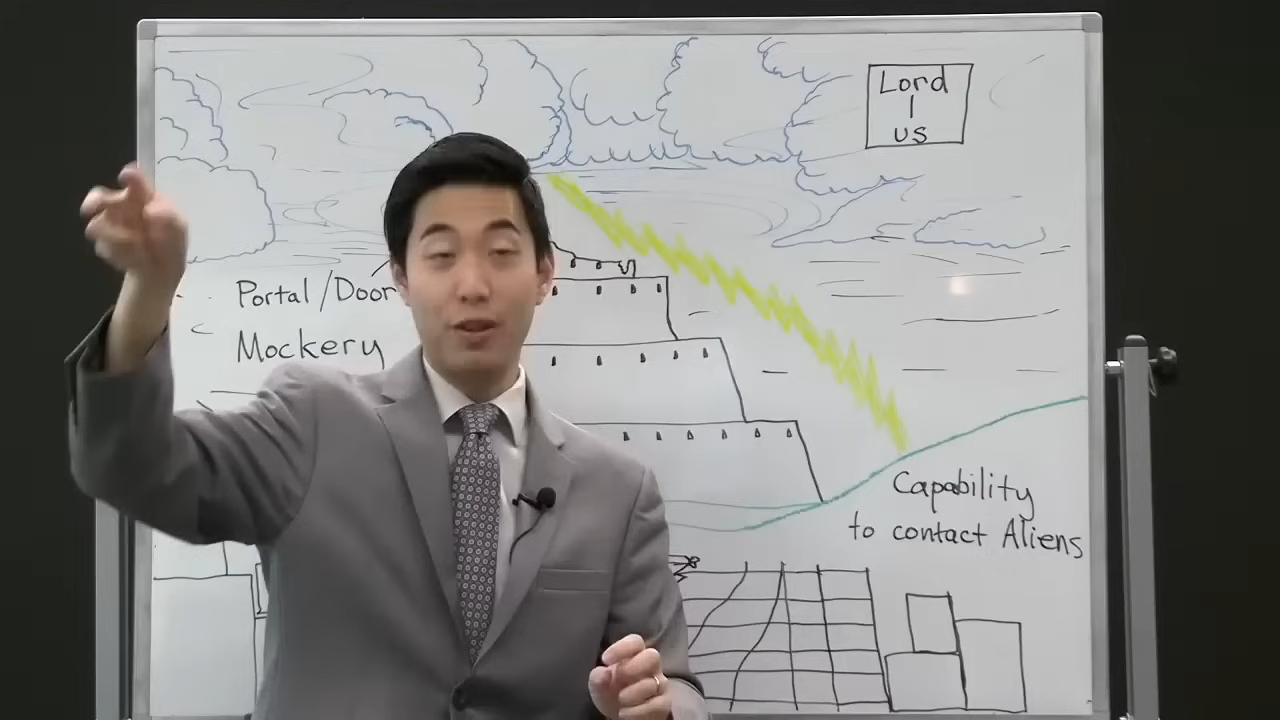 Lord
|
us
Portal/Door
Mockery
Capability
to contact Aliens